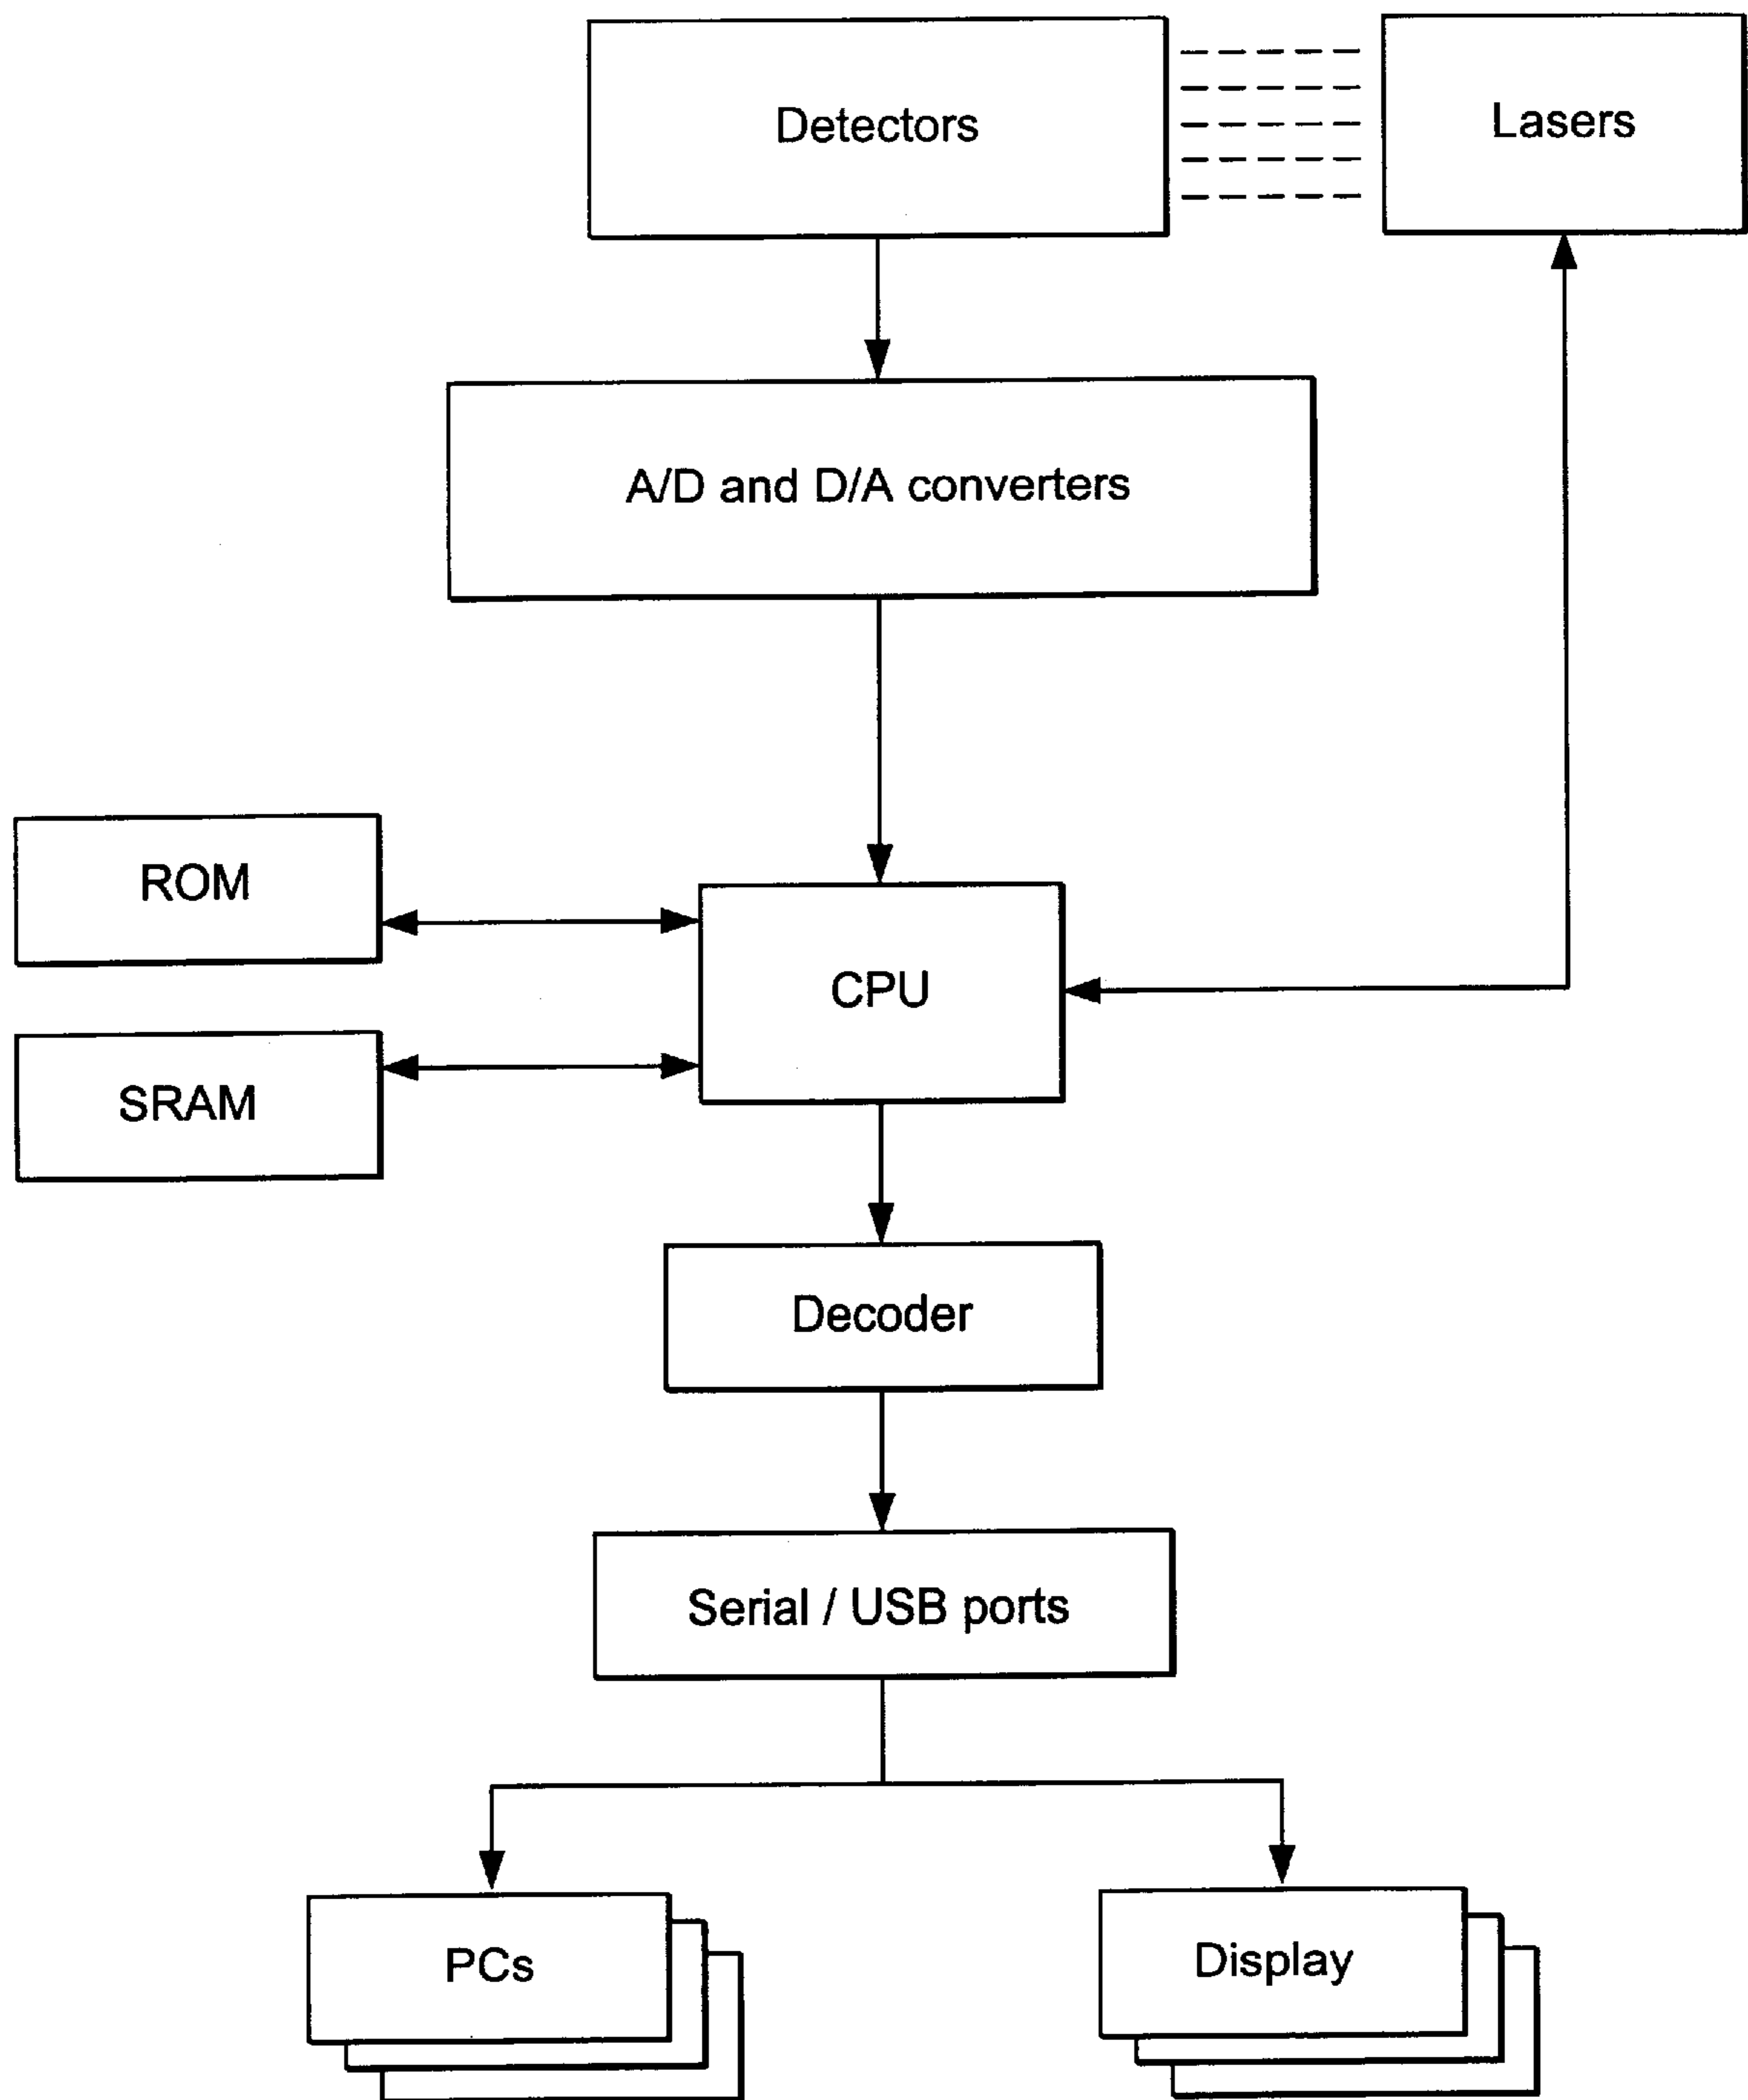 Detectors
Lasers
A/D and D/A converters
ROM
CPU
SRAM
Decoder
Serial / USB ports
PCs
Display